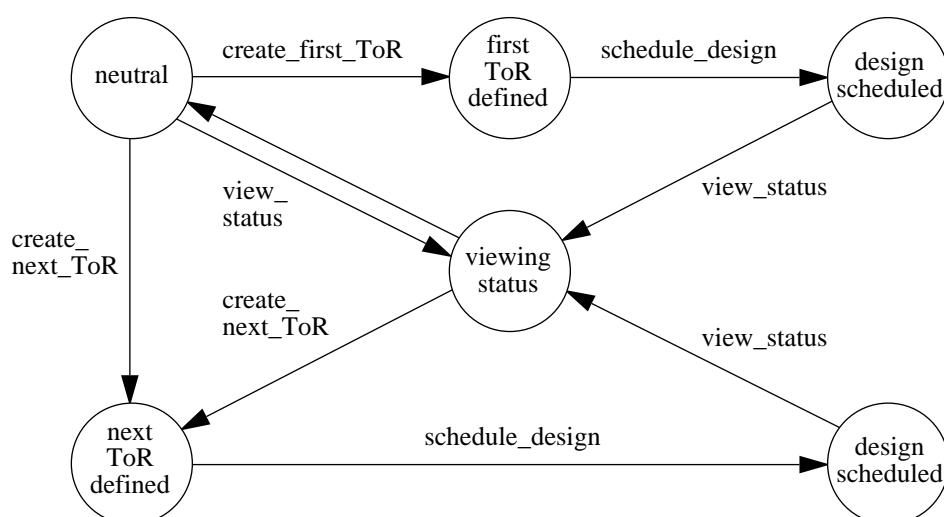 create_first_ToR
first
ToR
defined
schedule_design
design
scheduled
neutral
view_
status
view_status
create_
next_ToR
viewing
status
create_
next_ToR
view_status
next
ToR
defined
schedule_design
design
scheduled